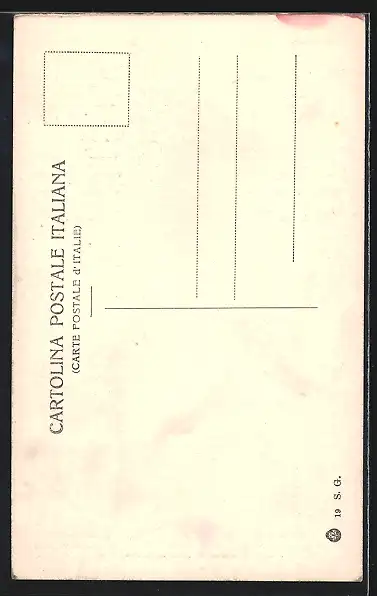 CARTOLINA POSTALE ITALIANA
(CARTE POSTALE d'ITALIE)
19 S. G.